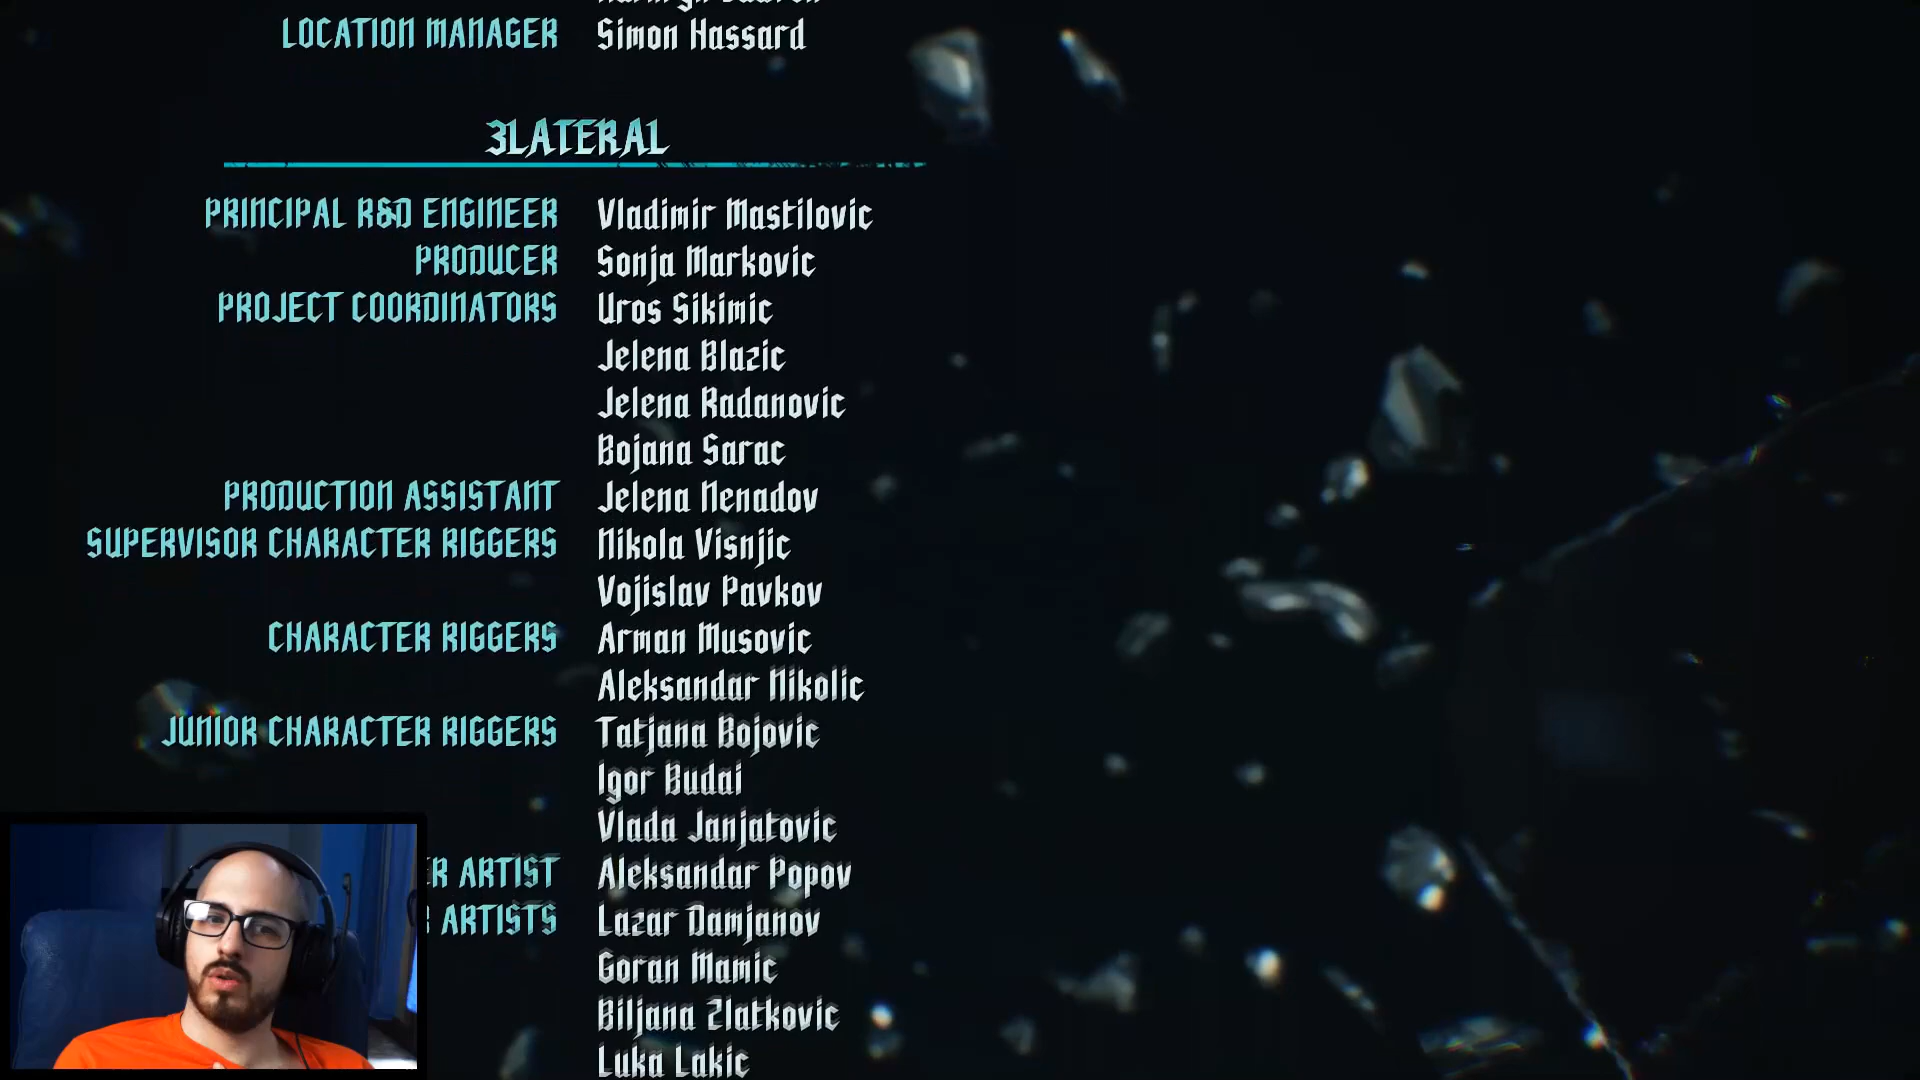 LOCATION MANAGER Simon Hassard
3LATERAL
PRINCIPAL R&D ENGINEER Vladimir Mastilovic
PRODUCER Sonja Markovic
PROJECT COORDINATORS Uros Sikimic
Jelena Blazic
Jelena Radanovic
Bojana Sarac
PRODUCTION ASSISTANT Jelena Nenadov
SUPERVISOR CHARACTER RIGGERS Nikola Visnjic
Vojislav Pavkov
CHARACTER RIGGERS Arman Musovic
Aleksandar Nikolic
JUNIOR CHARACTER RIGGERS Tatjana Bojovic
Igor Budai
Vlada Janjatovic
ARTIST Aleksandar Popov
ARTISTS Lazar Damjanov
Goran Mamic
Biljana Zlatkovic
Luka Lakic